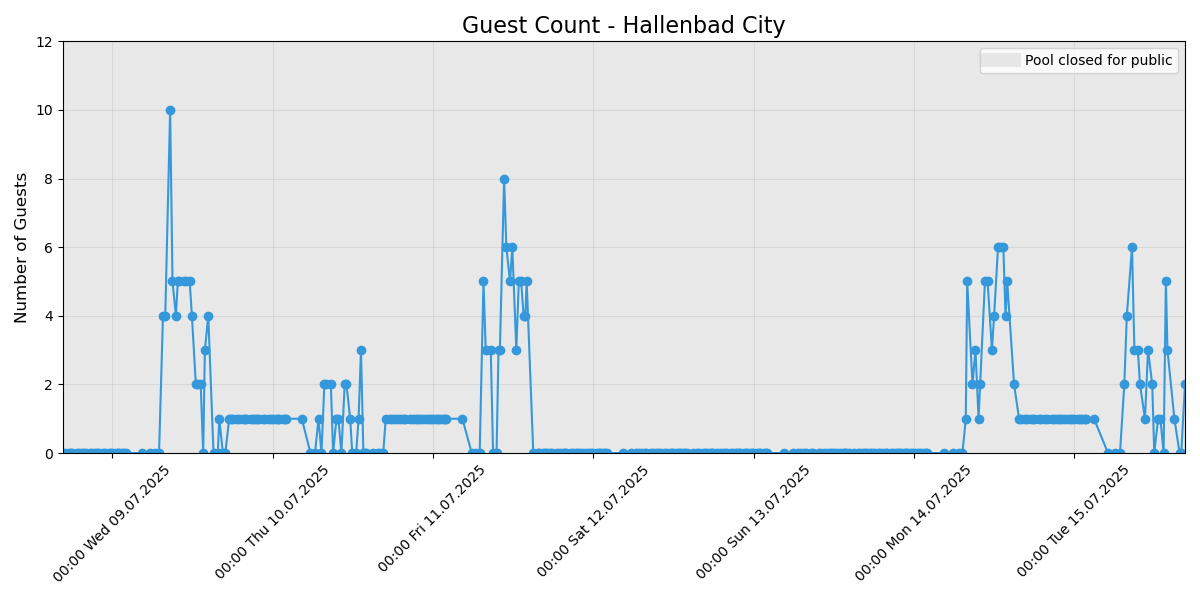 Guest Count - Hallenbad City
Number of Guests
12
10
8
6
4
2
0
Pool closed for public
00:00 Wed 09.07.2025
00:00 Thu 10.07.2025
00:00 Fri 11.07.2025
00:00 Sat 12.07.2025
00:00 Sun 13.07.2025
00:00 Mon 14.07.2025
00:00 Tue 15.07.2025